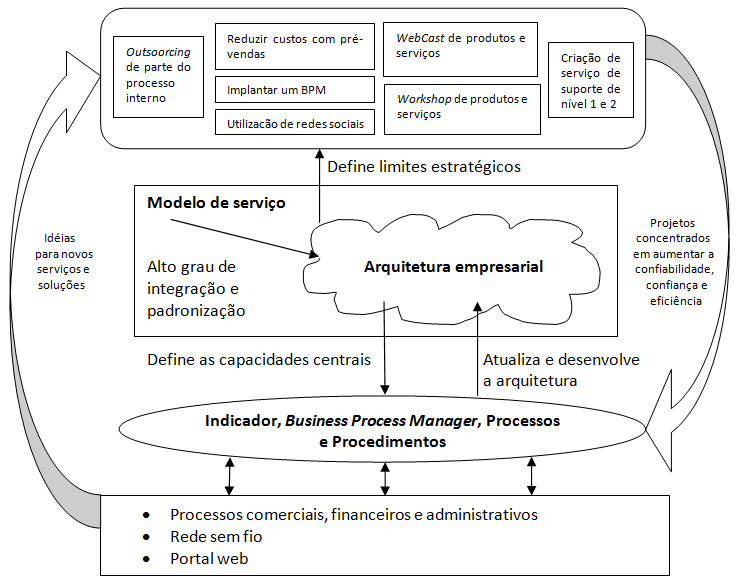 Outsoorcing
de parte do
processo
interno
Reduzir custos com pré-
vendas
Implantar um BPM
Utilização de redes sociais
WebCast de produtos e
serviços
Workshop de produtos e
serviços
Criação de
serviço de
suporte de
nível 1 e 2
Define limites estratégicos
Modelo de serviço
Alto grau de
integração e
padronização
Arquitetura empresarial
Idéias
para novos
serviços e
soluções
Projetos
concentrados
em aumentar a
confiabilidade,
confiança e
eficiência
Define as capacidades centrais
Atualiza e desenvolve
a arquitetura
Indicador, Business Process Manager, Processos
e Procedimentos
• Processos comerciais, financeiros e administrativos
• Rede sem fio
• Portal web